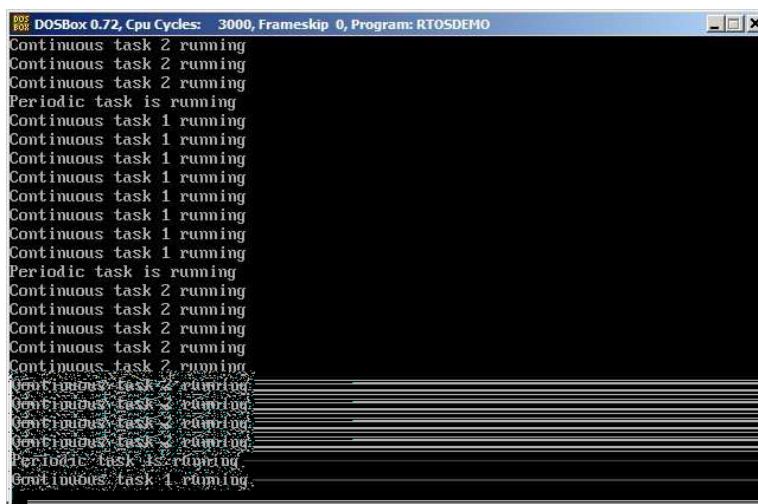 DOSBox 0.72, Cpu Cycles: 3000, Frameskip 0, Program: RTOSDEMO
Continuous task 2 running
Continuous task 2 running
Continuous task 2 running
Periodic task is running
Continuous task 1 running
Continuous task 1 running
Continuous task 1 running
Continuous task 1 running
Continuous task 1 running
Continuous task 1 running
Continuous task 1 running
Continuous task 1 running
Periodic task is running
Continuous task 2 running
Continuous task 2 running
Continuous task 2 running
Continuous task 2 running
Continuous task 2 running
Continuous task 2 running
Continuous task 2 running
Continuous task 2 running
Continuous task 2 running
Periodic task is running
Continuous task 1 running